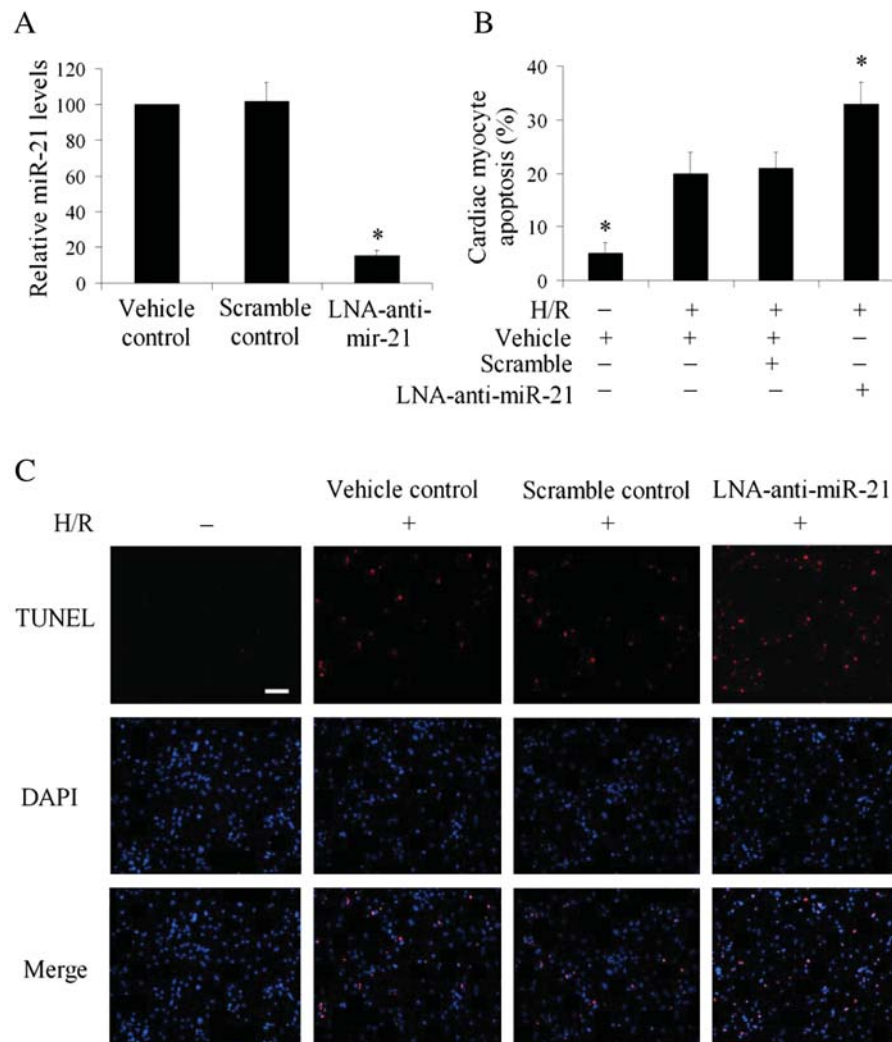 A
Relative miR-21 levels
120
100
80
60
40
20
0
*
Vehicle control
Scramble control
LNA-anti-mir-21
B
Cardiac myocyte apoptosis (%)
40
30
20
10
0
*
*
H/R – + + +
Vehicle + + + –
Scramble – – + –
LNA-anti-miR-21 – – – +
C
Vehicle control Scramble control LNA-anti-miR-21
H/R – + + +
TUNEL
DAPI
Merge